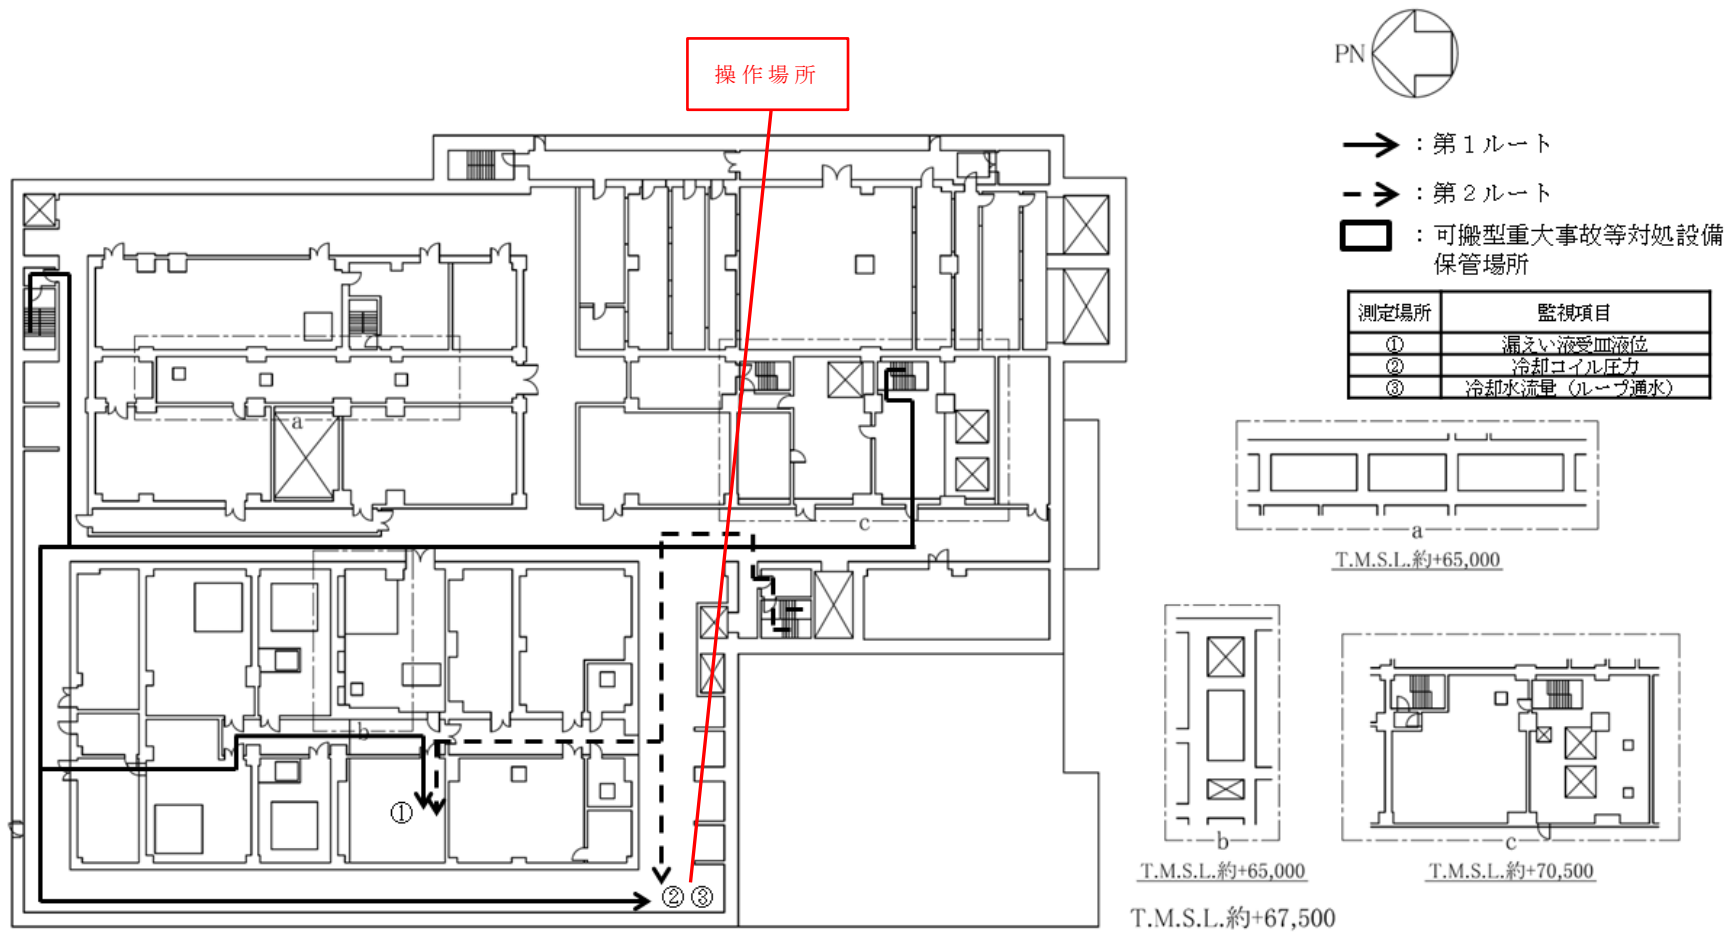 操作場所
PN
：第１ルート
：第２ルート
：可搬型重大事故等対処設備
保管場所
測定場所 監視項目
① 漏えい液受皿液位
② 冷却コイル圧力
③ 冷却水流量（ループ通水）
a
c
b
①
② ③
a
T.M.S.L.約+65,000
b
T.M.S.L.約+65,000
c
T.M.S.L.約+70,500
T.M.S.L.約+67,500